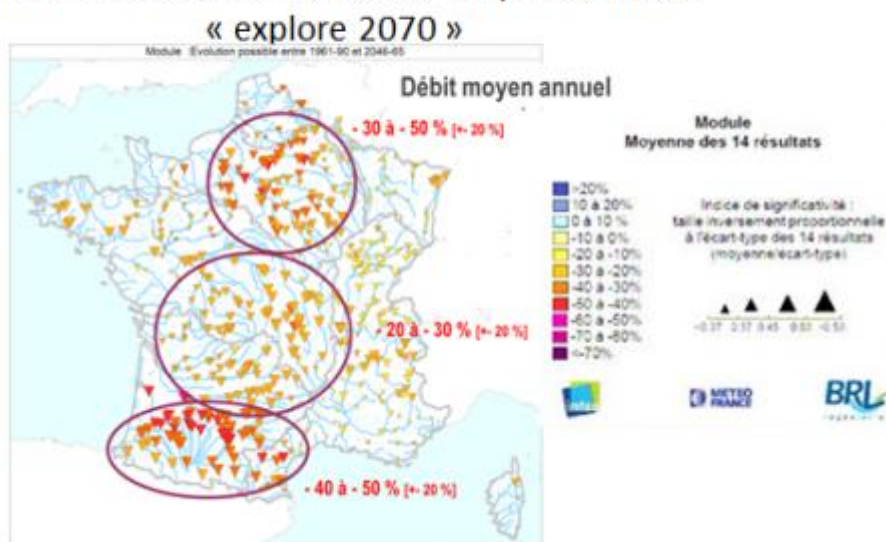 « explore 2070 »
Module : Evolution possible entre 1961-90 et 2046-65
Débit moyen annuel
- 30 à - 50 % [+- 20 %]
- 20 à - 30 % [+- 20 %]
- 40 à - 50 % [+- 20 %]
Module
Moyenne des 14 résultats
>20%
10 à 20%
0 à 10 %
-10 à 0%
-20 à -10%
-30 à -20%
-40 à -30%
-50 à -40%
-60 à -50%
-70 à -60%
<-70%
Indice de significativité :
taille inversement proportionnelle
à l'écart-type des 14 résultats
(moyenne/écart-type)
METEO
FRANCE
BRL